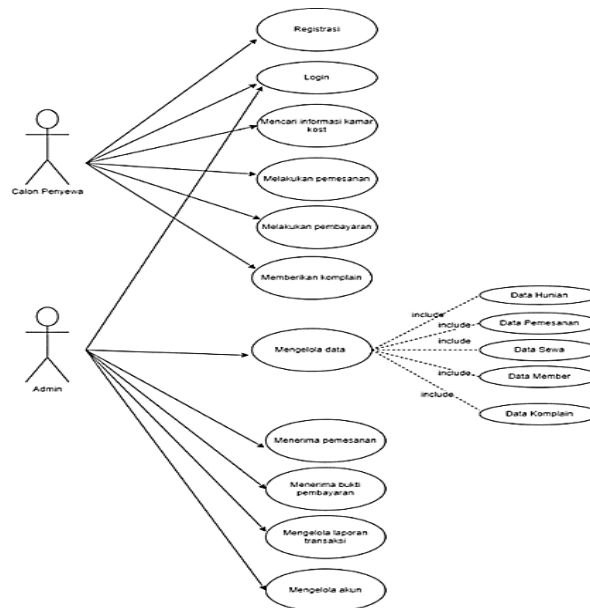 Registrasi
Login
Mencari informasi kamar
kost
Calon Penyewa
Melakukan pemesanan
Melakukan pembayaran
Memberikan komplain
Admin
Mengelola data
include
include
include
include
include
Data Hunian
Data Pemesanan
Data Sewa
Data Member
Data Komplain
Menerima pemesanan
Menerima bukti
pembayaran
Mengelola laporan
transaksi
Mengelola akun